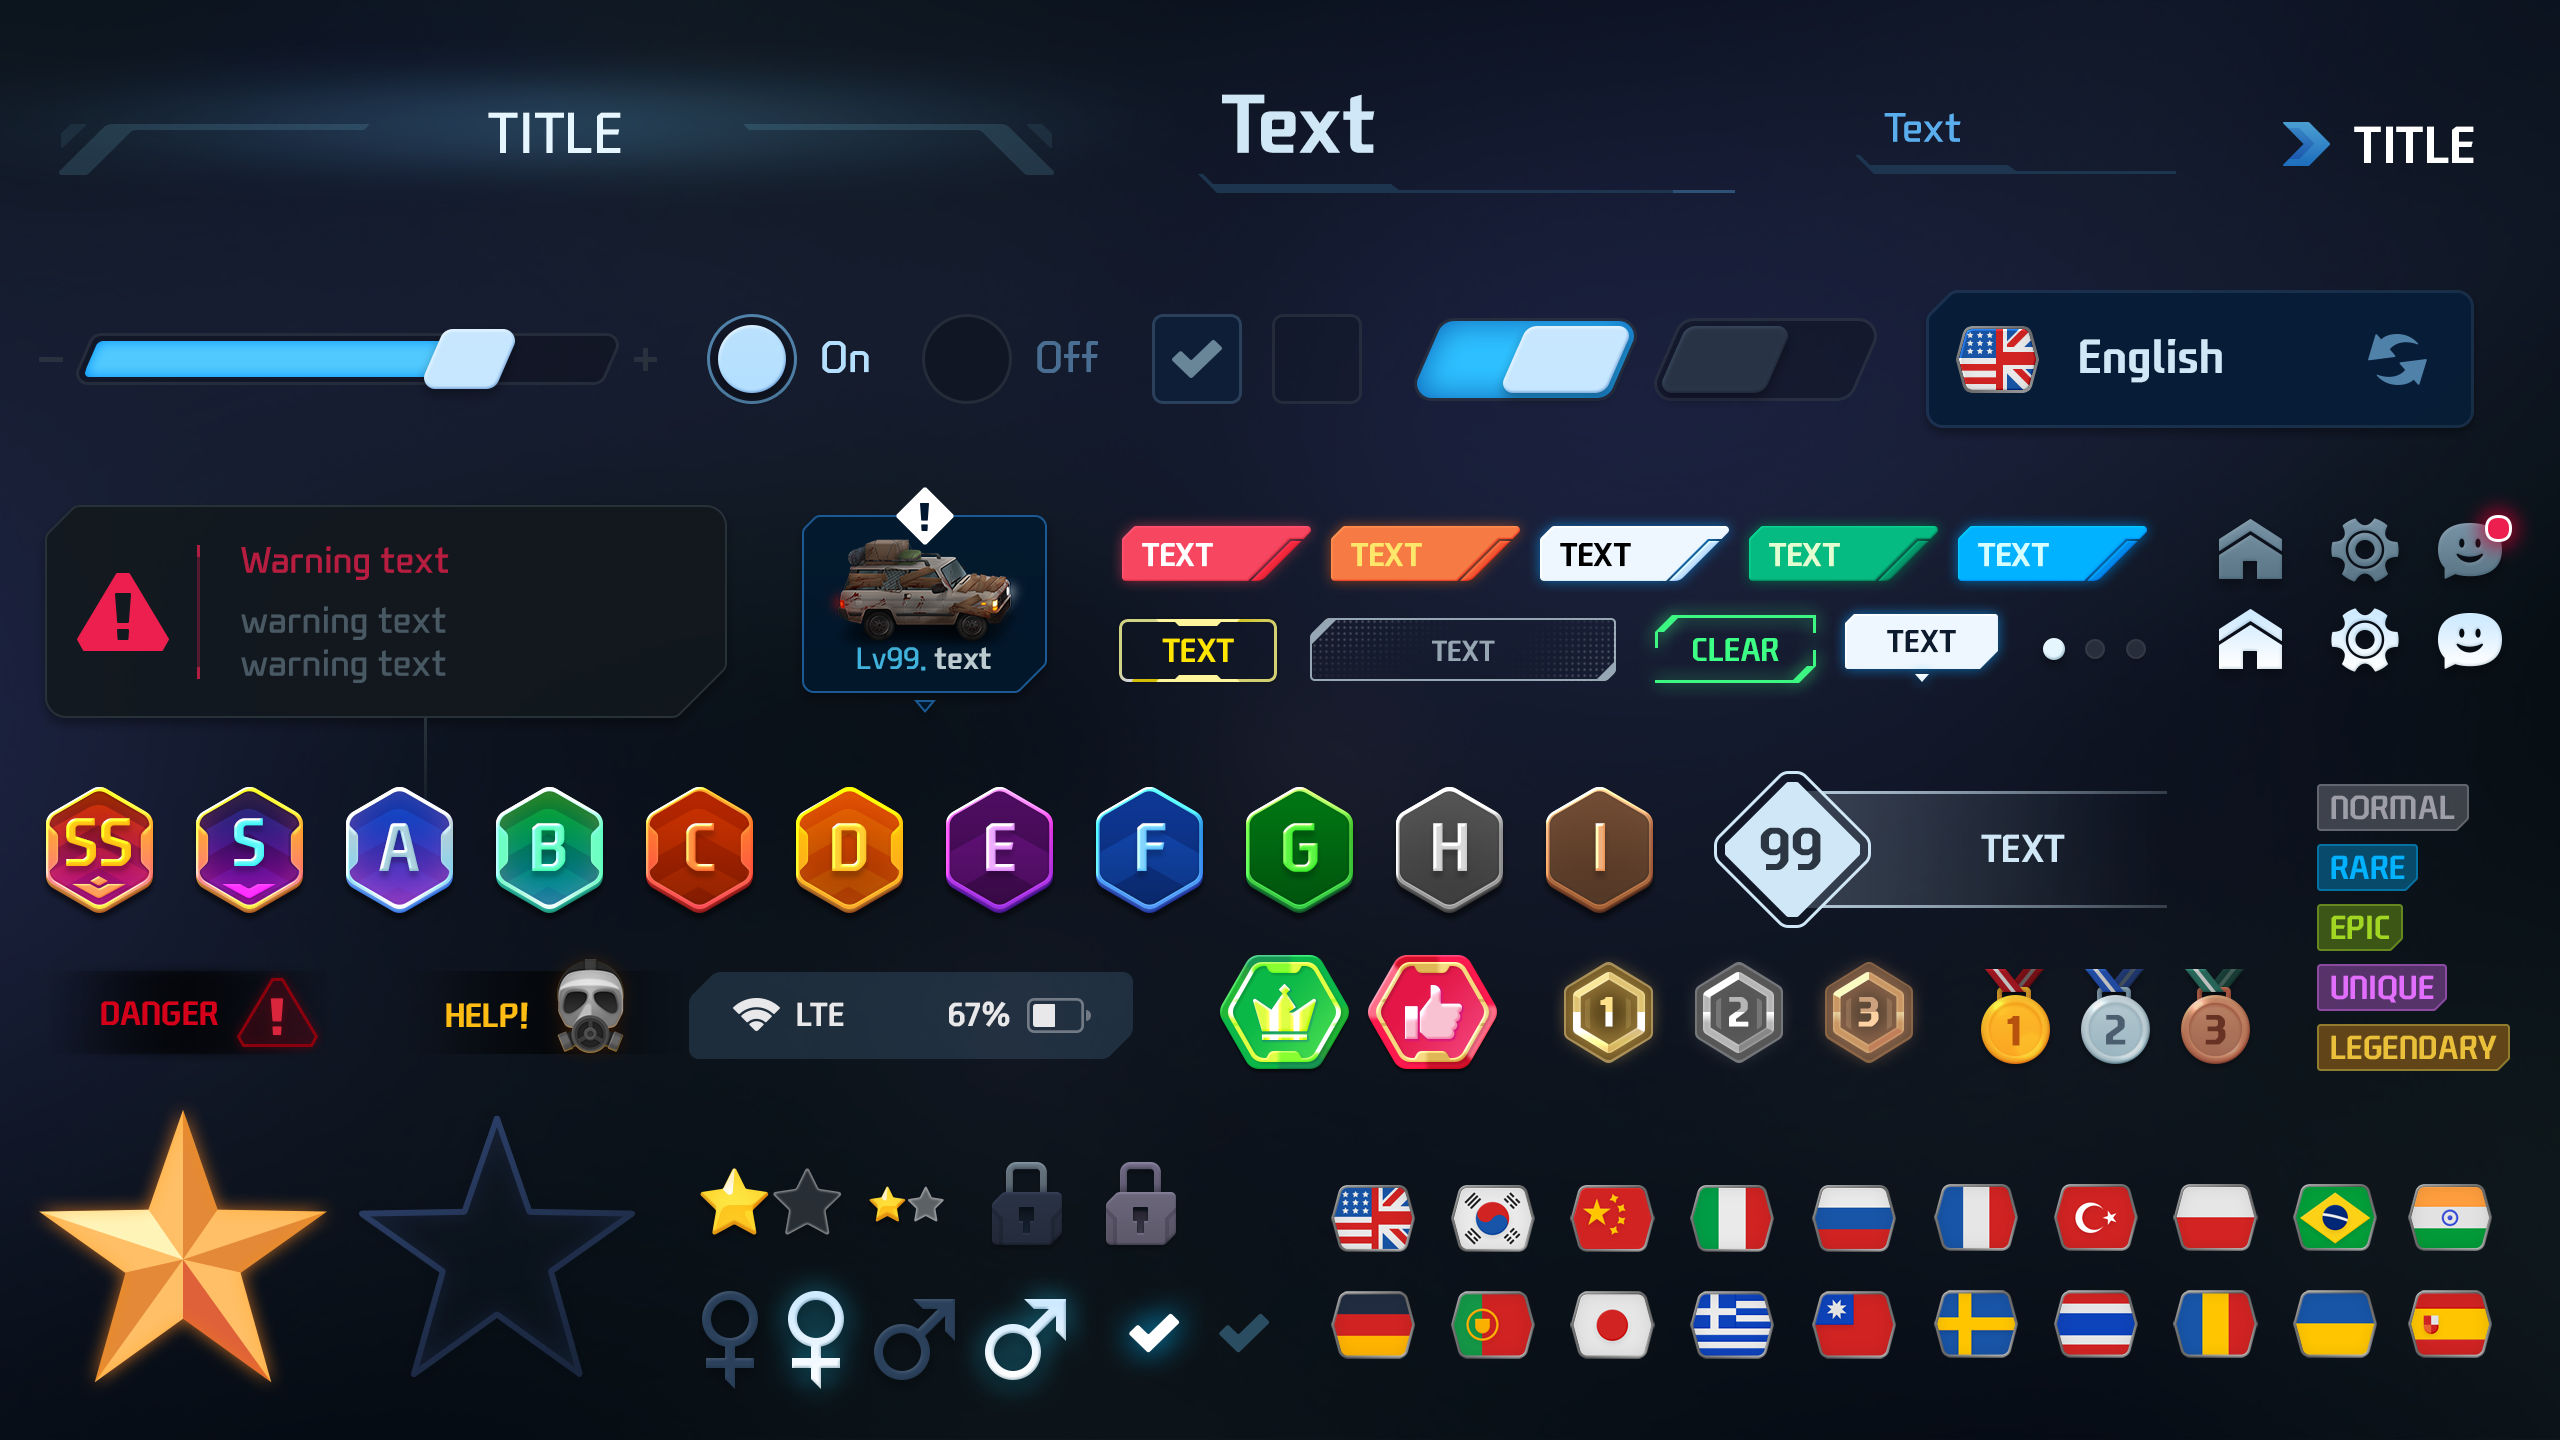 TITLE
Text
Text
TITLE
On
Off
English
Warning text
warning text
warning text
!
Lv99. text
TEXT
TEXT
TEXT
TEXT
TEXT
TEXT
TEXT
CLEAR
TEXT
SS
S
A
B
C
D
E
F
G
H
I
99
TEXT
NORMAL
RARE
EPIC
UNIQUE
LEGENDARY
DANGER
!
HELP!
LTE
67%
1
2
3
1
2
3